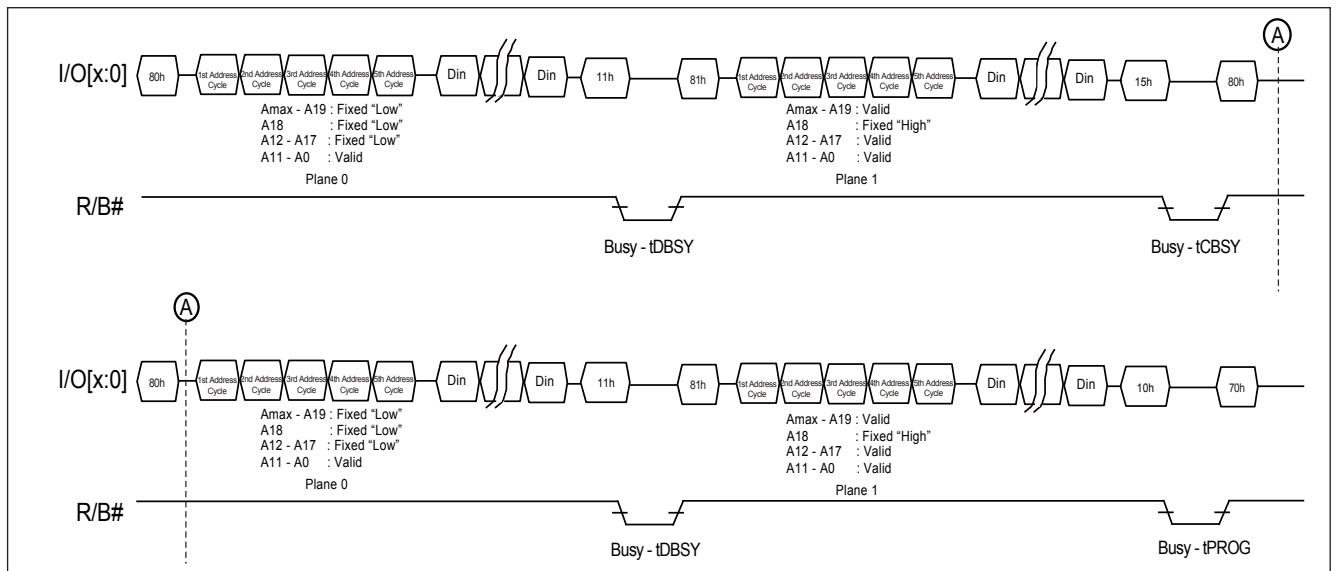 A
I/O[x:0] 80h 1st Address Cycle 2nd Address Cycle 3rd Address Cycle 4th Address Cycle 5th Address Cycle Din Din 11h 81h 1st Address Cycle 2nd Address Cycle 3rd Address Cycle 4th Address Cycle 5th Address Cycle Din Din 15h 80h
Amax - A19 : Fixed “Low”
A18 : Fixed “Low”
A12 - A17 : Fixed “Low”
A11 - A0 : Valid
Plane 0
Amax - A19 : Valid
A18 : Fixed “High”
A12 - A17 : Valid
A11 - A0 : Valid
Plane 1
R/B#
Busy - tDBSY
Busy - tCBSY
A
I/O[x:0] 80h 1st Address Cycle 2nd Address Cycle 3rd Address Cycle 4th Address Cycle 5th Address Cycle Din Din 11h 81h 1st Address Cycle 2nd Address Cycle 3rd Address Cycle 4th Address Cycle 5th Address Cycle Din Din 10h 70h
Amax - A19 : Fixed “Low”
A18 : Fixed “Low”
A12 - A17 : Fixed “Low”
A11 - A0 : Valid
Plane 0
Amax - A19 : Valid
A18 : Fixed “High”
A12 - A17 : Valid
A11 - A0 : Valid
Plane 1
R/B#
Busy - tDBSY
Busy - tPROG